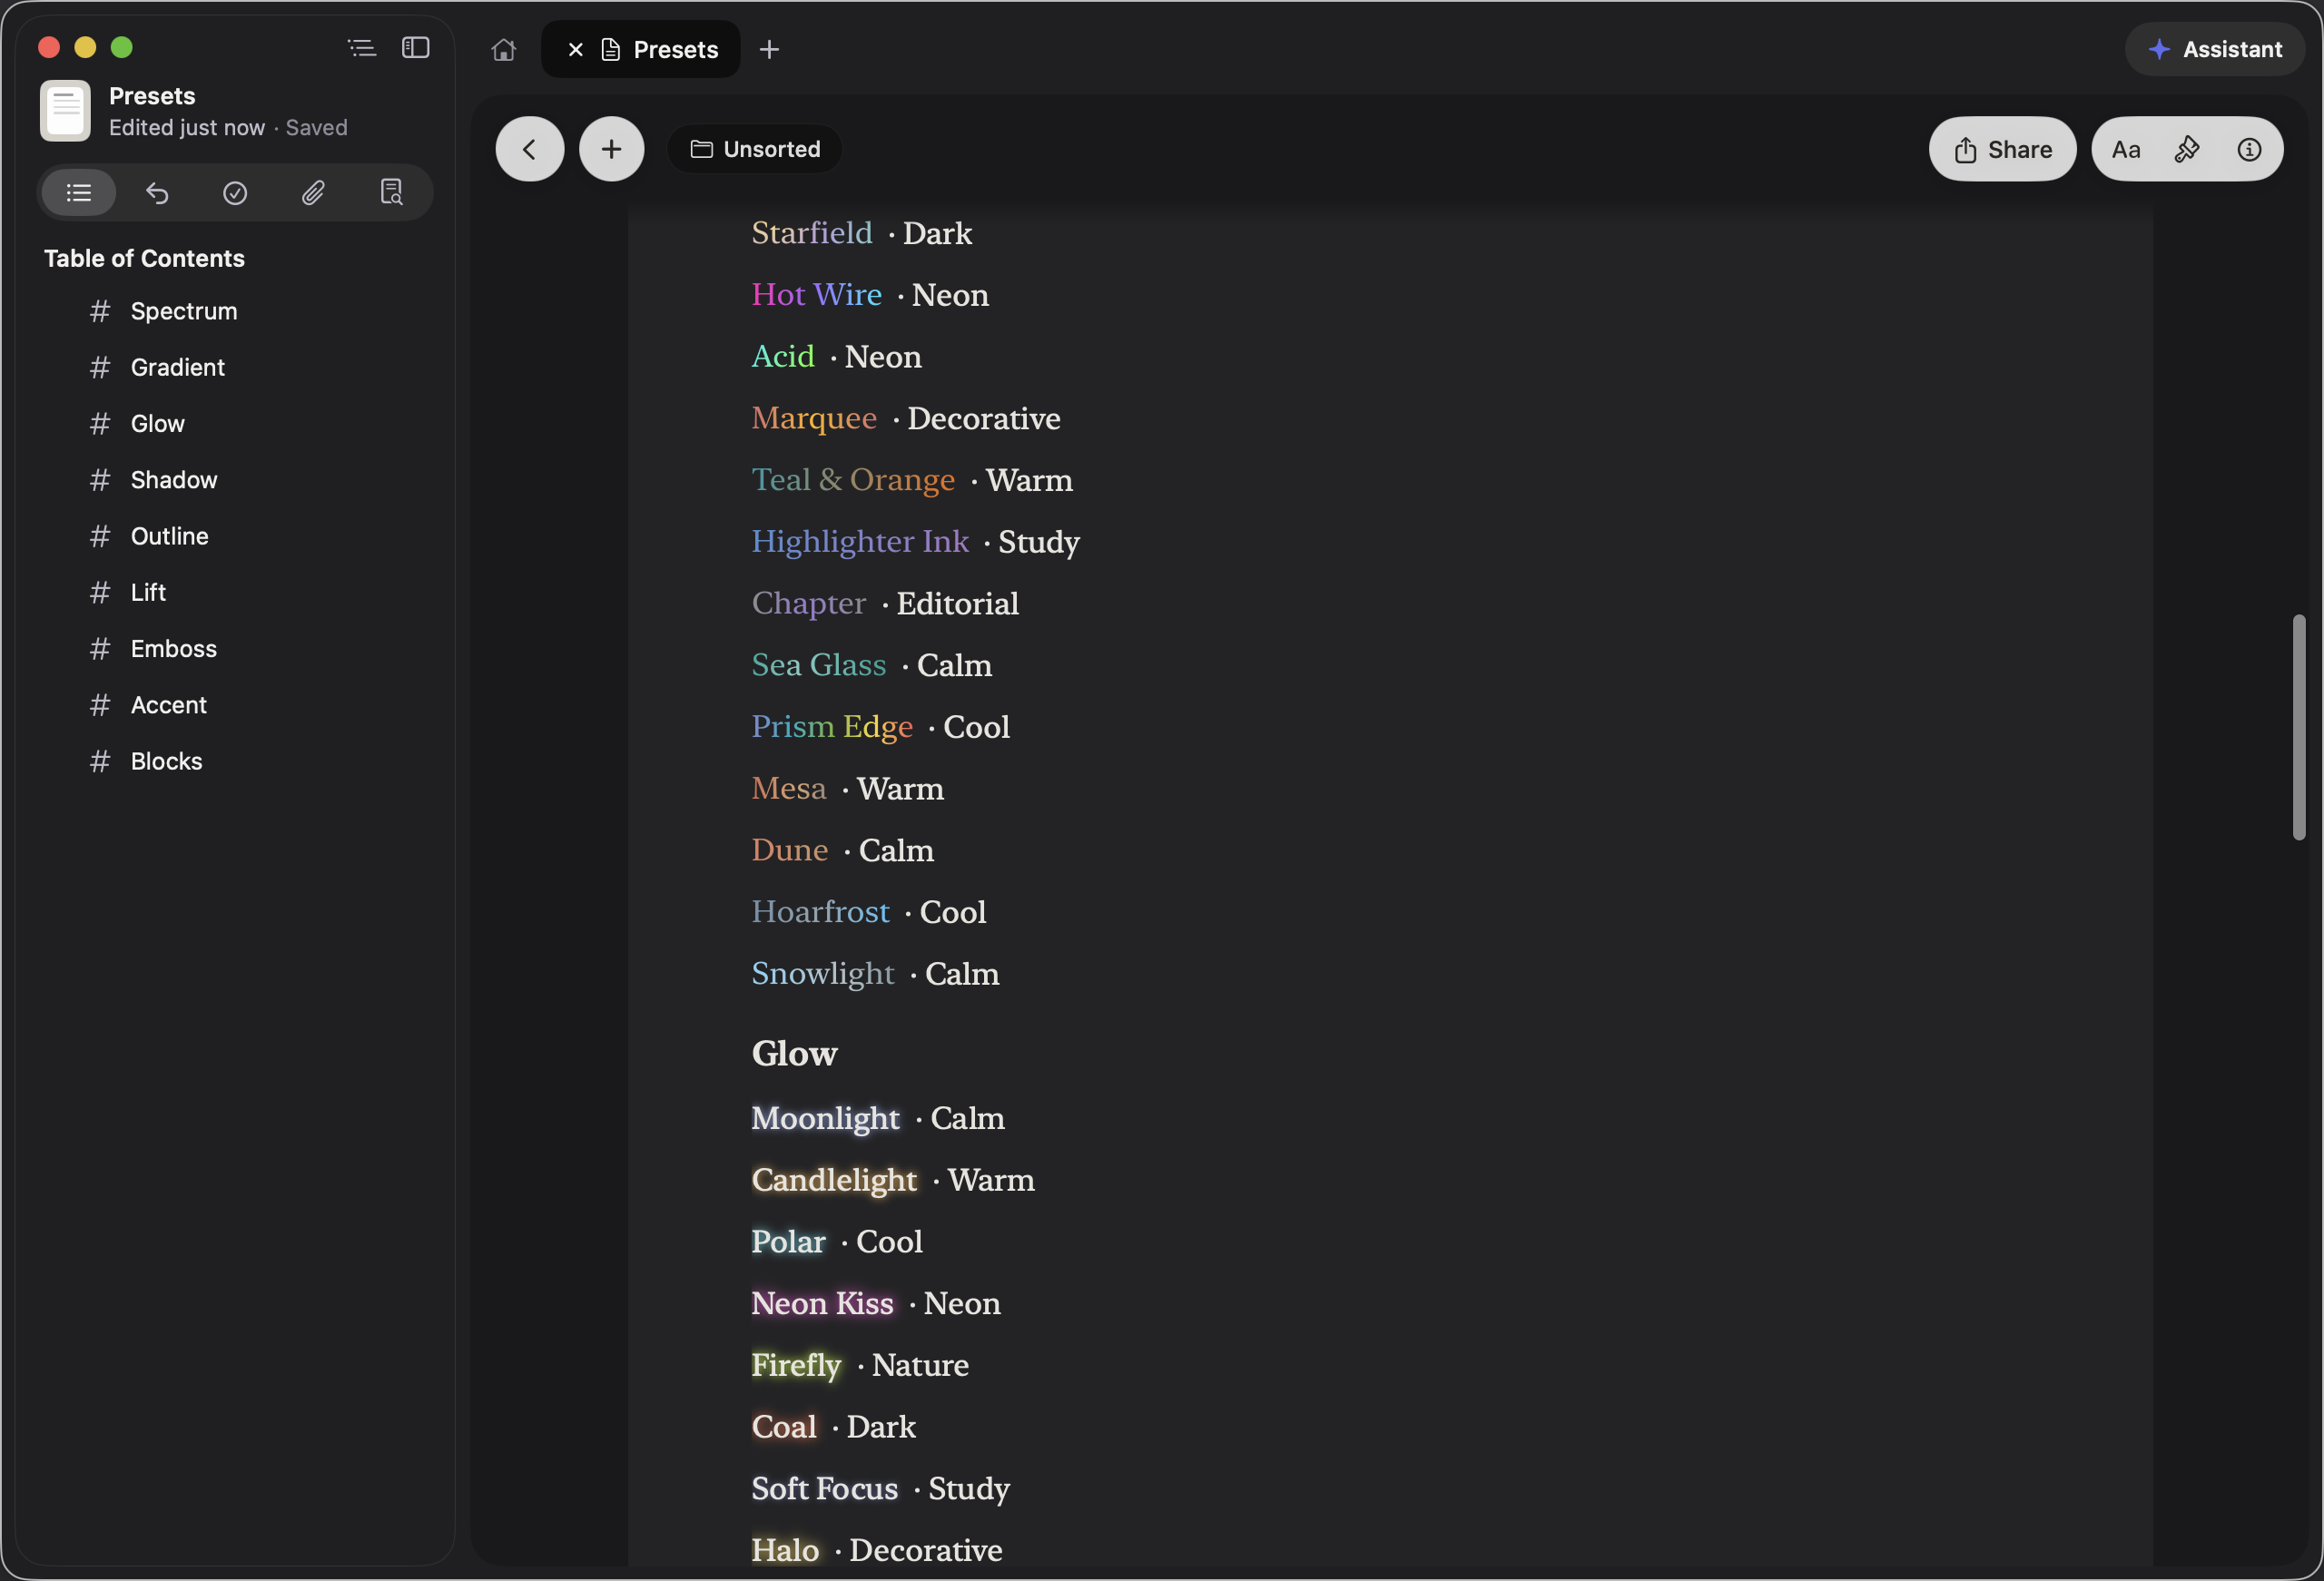 Presets
Edited just now · Saved
Table of Contents
# Spectrum
# Gradient
# Glow
# Shadow
# Outline
# Lift
# Emboss
# Accent
# Blocks
Presets
Assistant
Unsorted
Share
Aa
Starfield · Dark
Hot Wire · Neon
Acid · Neon
Marquee · Decorative
Teal & Orange · Warm
Highlighter Ink · Study
Chapter · Editorial
Sea Glass · Calm
Prism Edge · Cool
Mesa · Warm
Dune · Calm
Hoarfrost · Cool
Snowlight · Calm
Glow
Moonlight · Calm
Candlelight · Warm
Polar · Cool
Neon Kiss · Neon
Firefly · Nature
Coal · Dark
Soft Focus · Study
Halo · Decorative